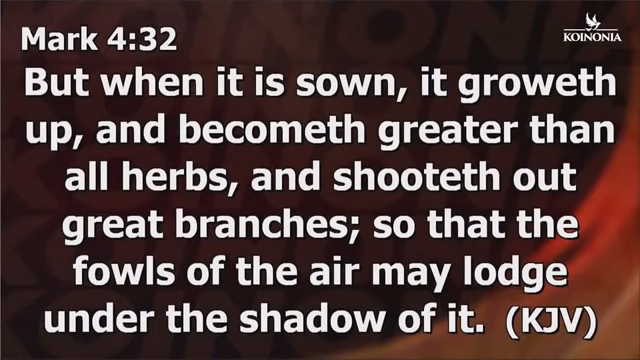 Mark 4:32
KOINONIA
But when it is sown, it groweth
up, and becometh greater than
all herbs, and shooteth out
great branches; so that the
fowls of the air may lodge
under the shadow of it. (KJV)